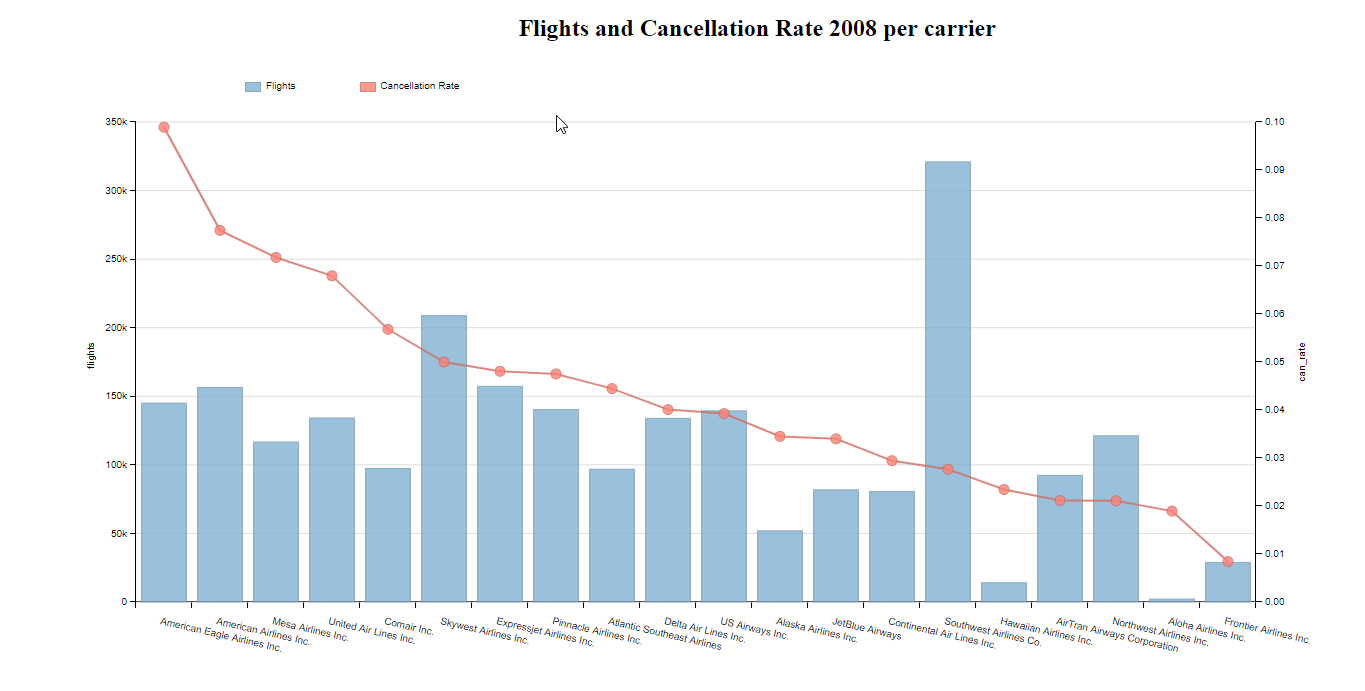 Flights and Cancellation Rate 2008 per carrier
Flights
Cancellation Rate
350k
300k
250k
200k
150k
100k
50k
0
flights
0.10
0.09
0.08
0.07
0.06
0.05
0.04
0.03
0.02
0.01
0.00
can_rate
American Eagle Airlines Inc.
American Airlines Inc.
Mesa Airlines Inc.
United Air Lines Inc.
Comair Inc.
Skywest Airlines Inc.
Expressjet Airlines Inc.
Pinnacle Airlines Inc.
Atlantic Southeast Airlines
Delta Air Lines Inc.
US Airways Inc.
Alaska Airlines Inc.
JetBlue Airways
Continental Air Lines Inc.
Southwest Airlines Co.
Hawaiian Airlines Inc.
AirTran Airways Corporation
Northwest Airlines Inc.
Aloha Airlines Inc.
Frontier Airlines Inc.